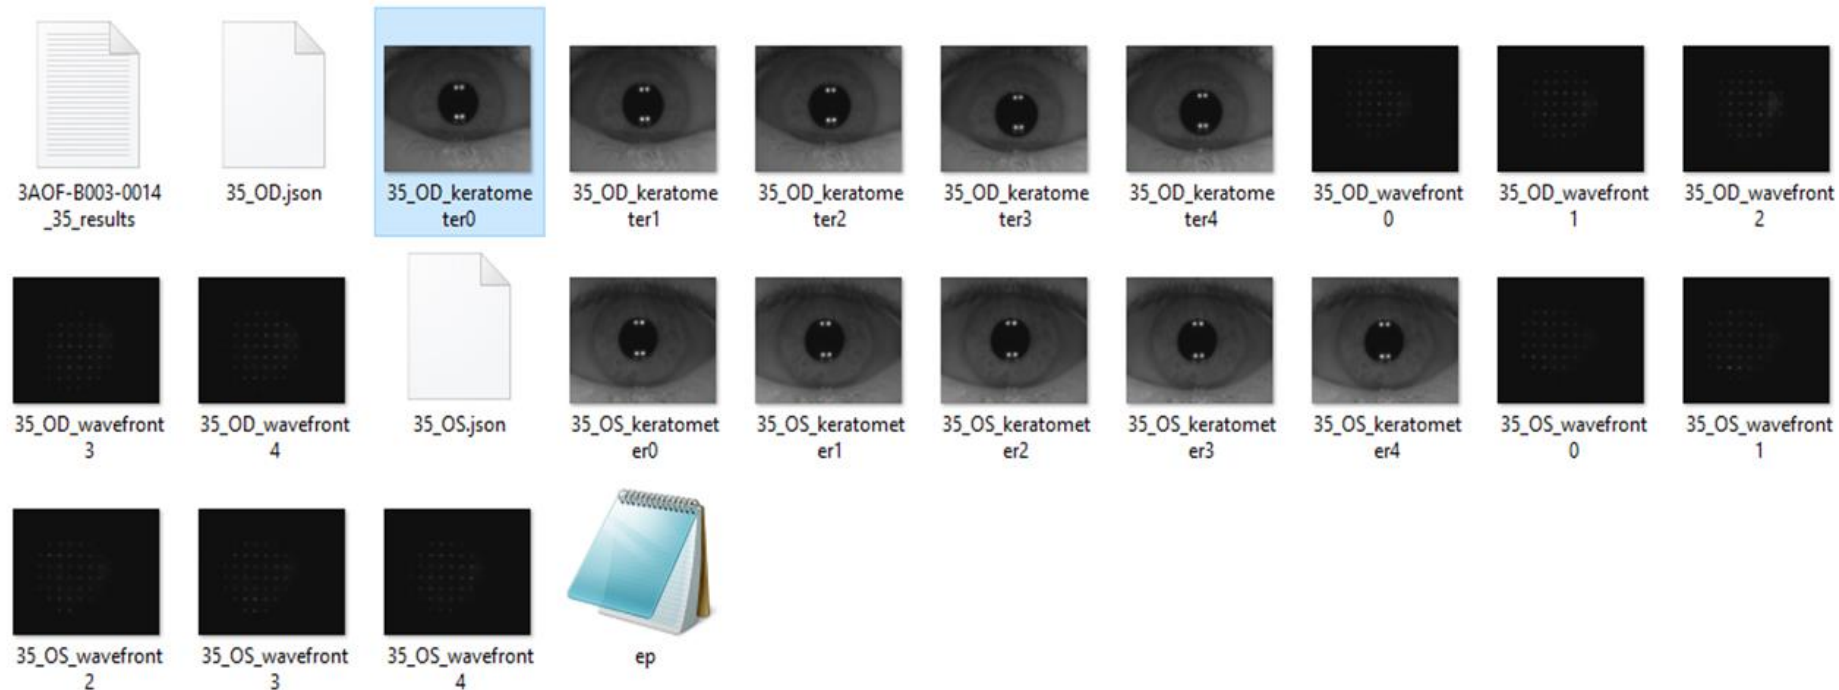 3AOF-B003-0014
_35_results
35_OD.json
35_OD_keratome
ter0
35_OD_keratome
ter1
35_OD_keratome
ter2
35_OD_keratome
ter3
35_OD_keratome
ter4
35_OD_wavefront
0
35_OD_wavefront
1
35_OD_wavefront
2
35_OD_wavefront
3
35_OD_wavefront
4
35_OS.json
35_OS_keratomet
er0
35_OS_keratomet
er1
35_OS_keratomet
er2
35_OS_keratomet
er3
35_OS_keratomet
er4
35_OS_wavefront
0
35_OS_wavefront
1
35_OS_wavefront
2
35_OS_wavefront
3
35_OS_wavefront
4
ep